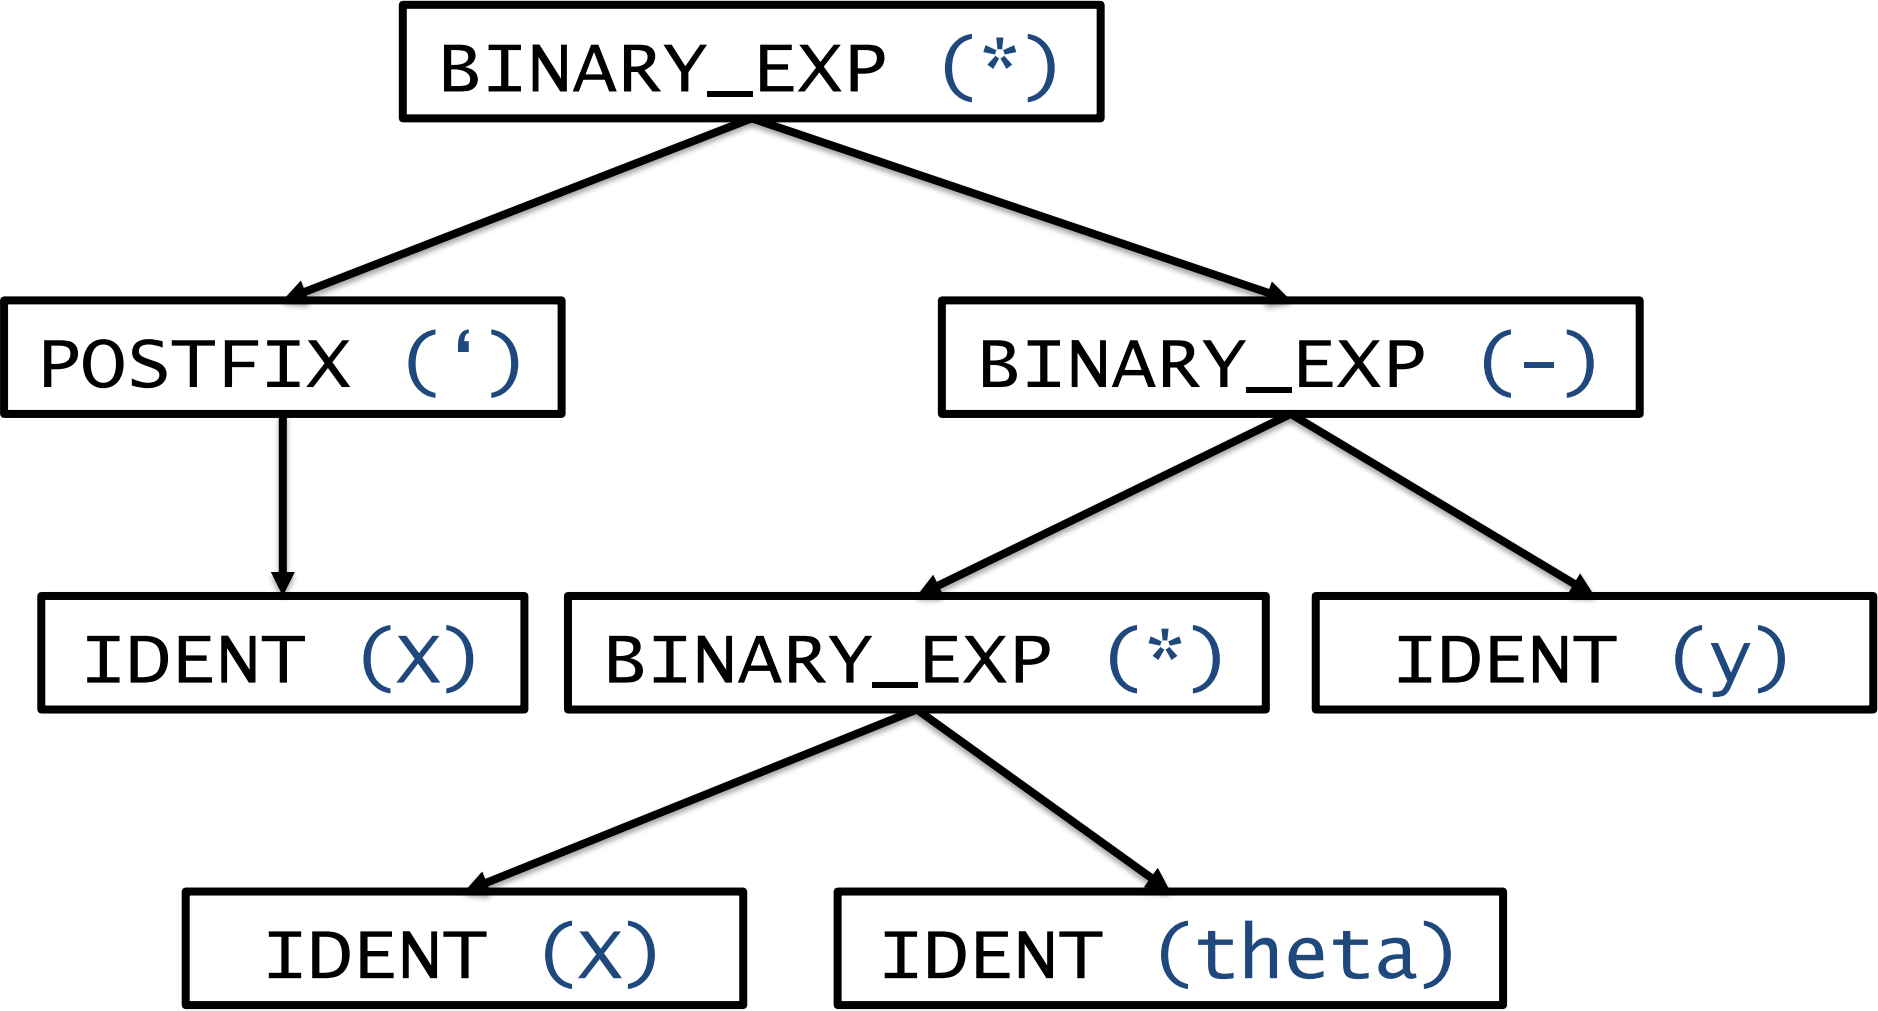 BINARY_EXP (*)
POSTFIX (‘)
BINARY_EXP (-)
IDENT (X)
BINARY_EXP (*)
IDENT (y)
IDENT (X)
IDENT (theta)